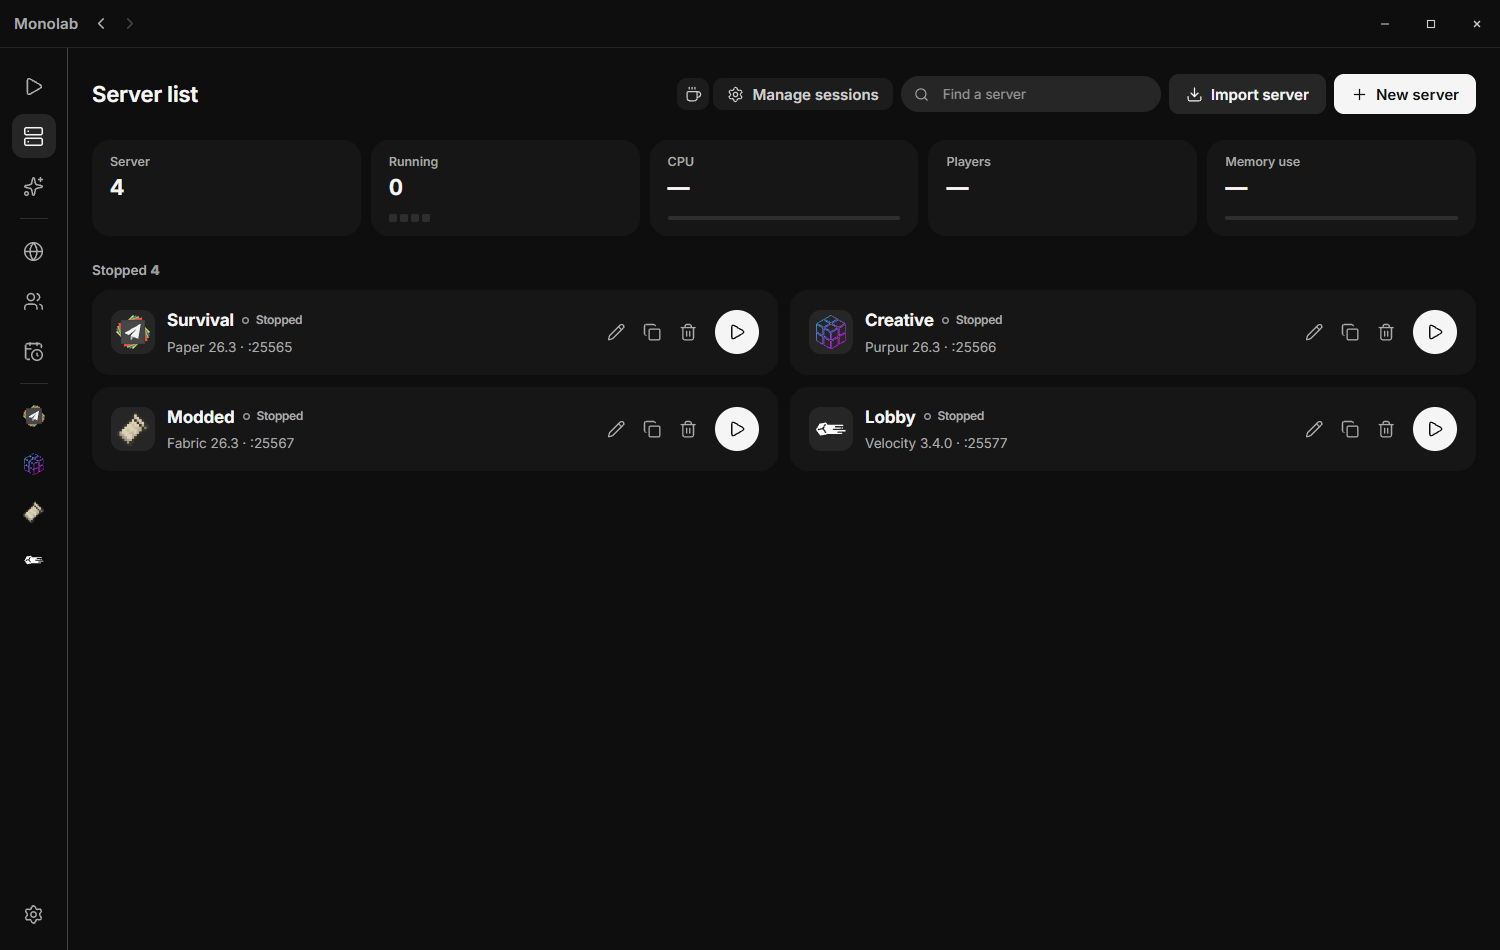 Monolab
Server list
Manage sessions
Find a server
Import server
New server
Server
4
Running
0
CPU
—
Players
—
Memory use
—
Stopped 4
Survival
Stopped
Paper 26.3 · :25565
Creative
Stopped
Purpur 26.3 · :25566
Modded
Stopped
Fabric 26.3 · :25567
Lobby
Stopped
Velocity 3.4.0 · :25577